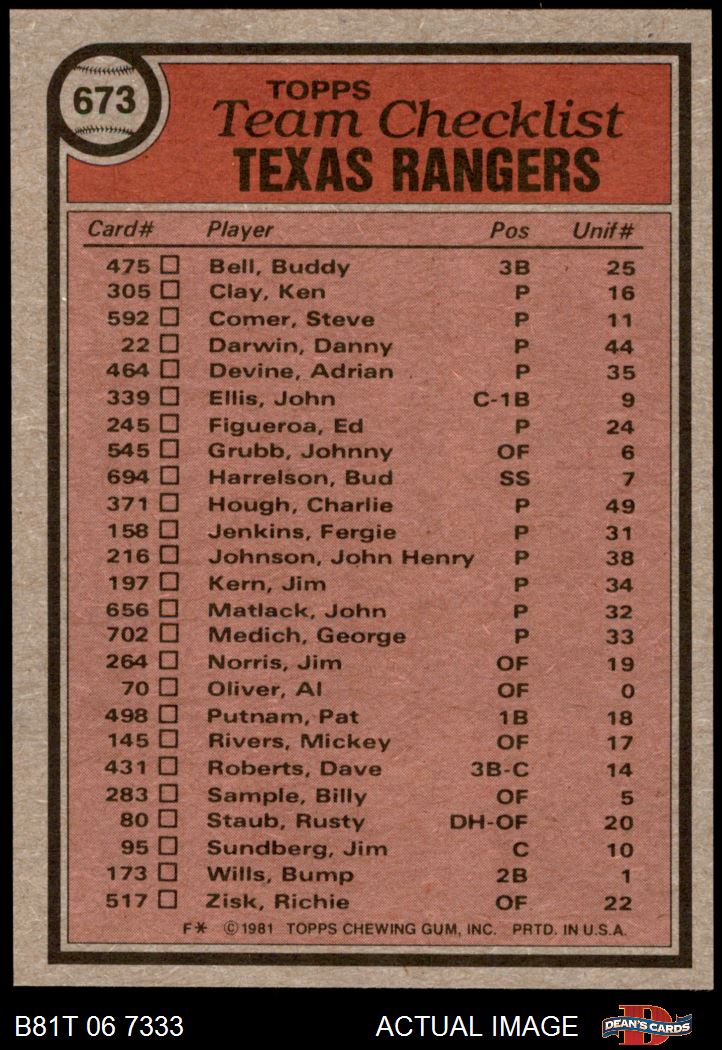 673
TOPPS
Team Checklist
TEXAS RANGERS
Card# Player Pos Unif#
475 Bell, Buddy 3B 25
305 Clay, Ken P 16
592 Comer, Steve P 11
22 Darwin, Danny P 44
464 Devine, Adrian P 35
339 Ellis, John C-1B 9
245 Figueroa, Ed P 24
545 Grubb, Johnny OF 6
694 Harrelson, Bud SS 7
371 Hough, Charlie P 49
158 Jenkins, Fergie P 31
216 Johnson, John Henry P 38
197 Kern, Jim P 34
656 Matlack, John P 32
702 Medich, George P 33
264 Norris, Jim OF 19
70 Oliver, Al OF 0
498 Putnam, Pat 1B 18
145 Rivers, Mickey OF 17
431 Roberts, Dave 3B-C 14
283 Sample, Billy OF 5
80 Staub, Rusty DH-OF 20
95 Sundberg, Jim C 10
173 Wills, Bump 2B 1
517 Zisk, Richie OF 22
F* ©1981 TOPPS CHEWING GUM, INC. PRTD. IN U.S.A.
B81T 06 7333 ACTUAL IMAGE D DEAN'S CARDS